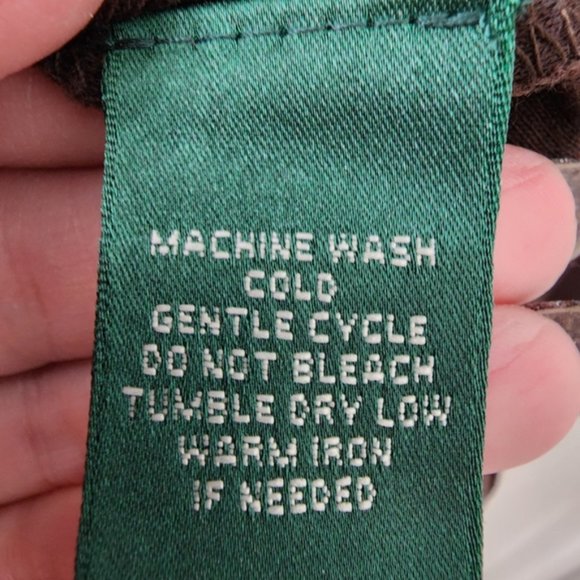 MACHINE WASH
COLD
GENTLE CYCLE
DO NOT BLEACH
TUMBLE DRY LOW
WARM IRON
IF NEEDED